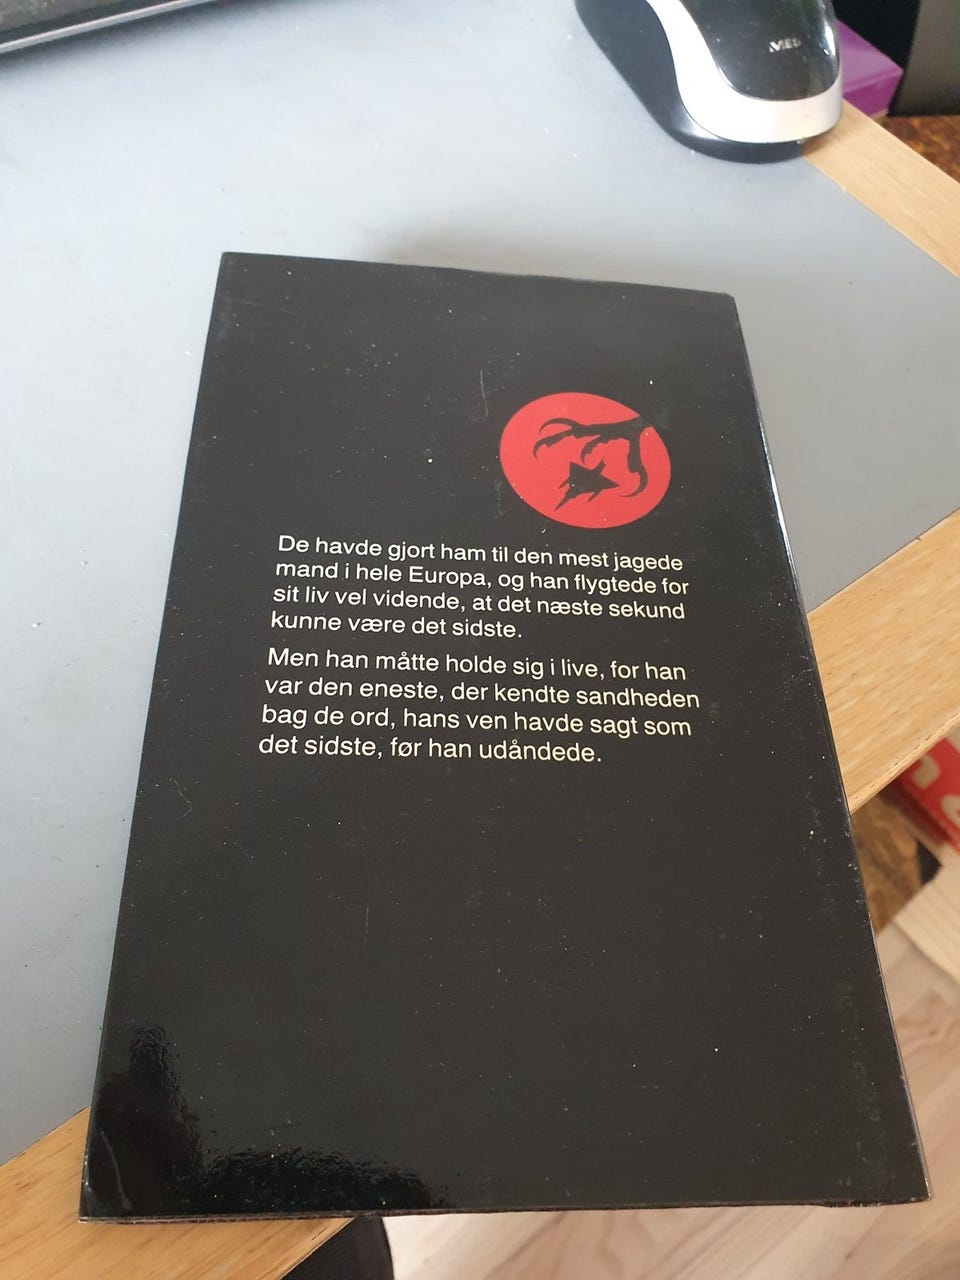 De havde gjort ham til den mest jagede
mand i hele Europa, og han flygtede for
sit liv vel vidende, at det næste sekund
kunne være det sidste.
Men han måtte holde sig i live, for han
var den eneste, der kendte sandheden
bag de ord, hans ven havde sagt som
det sidste, før han udåndede.